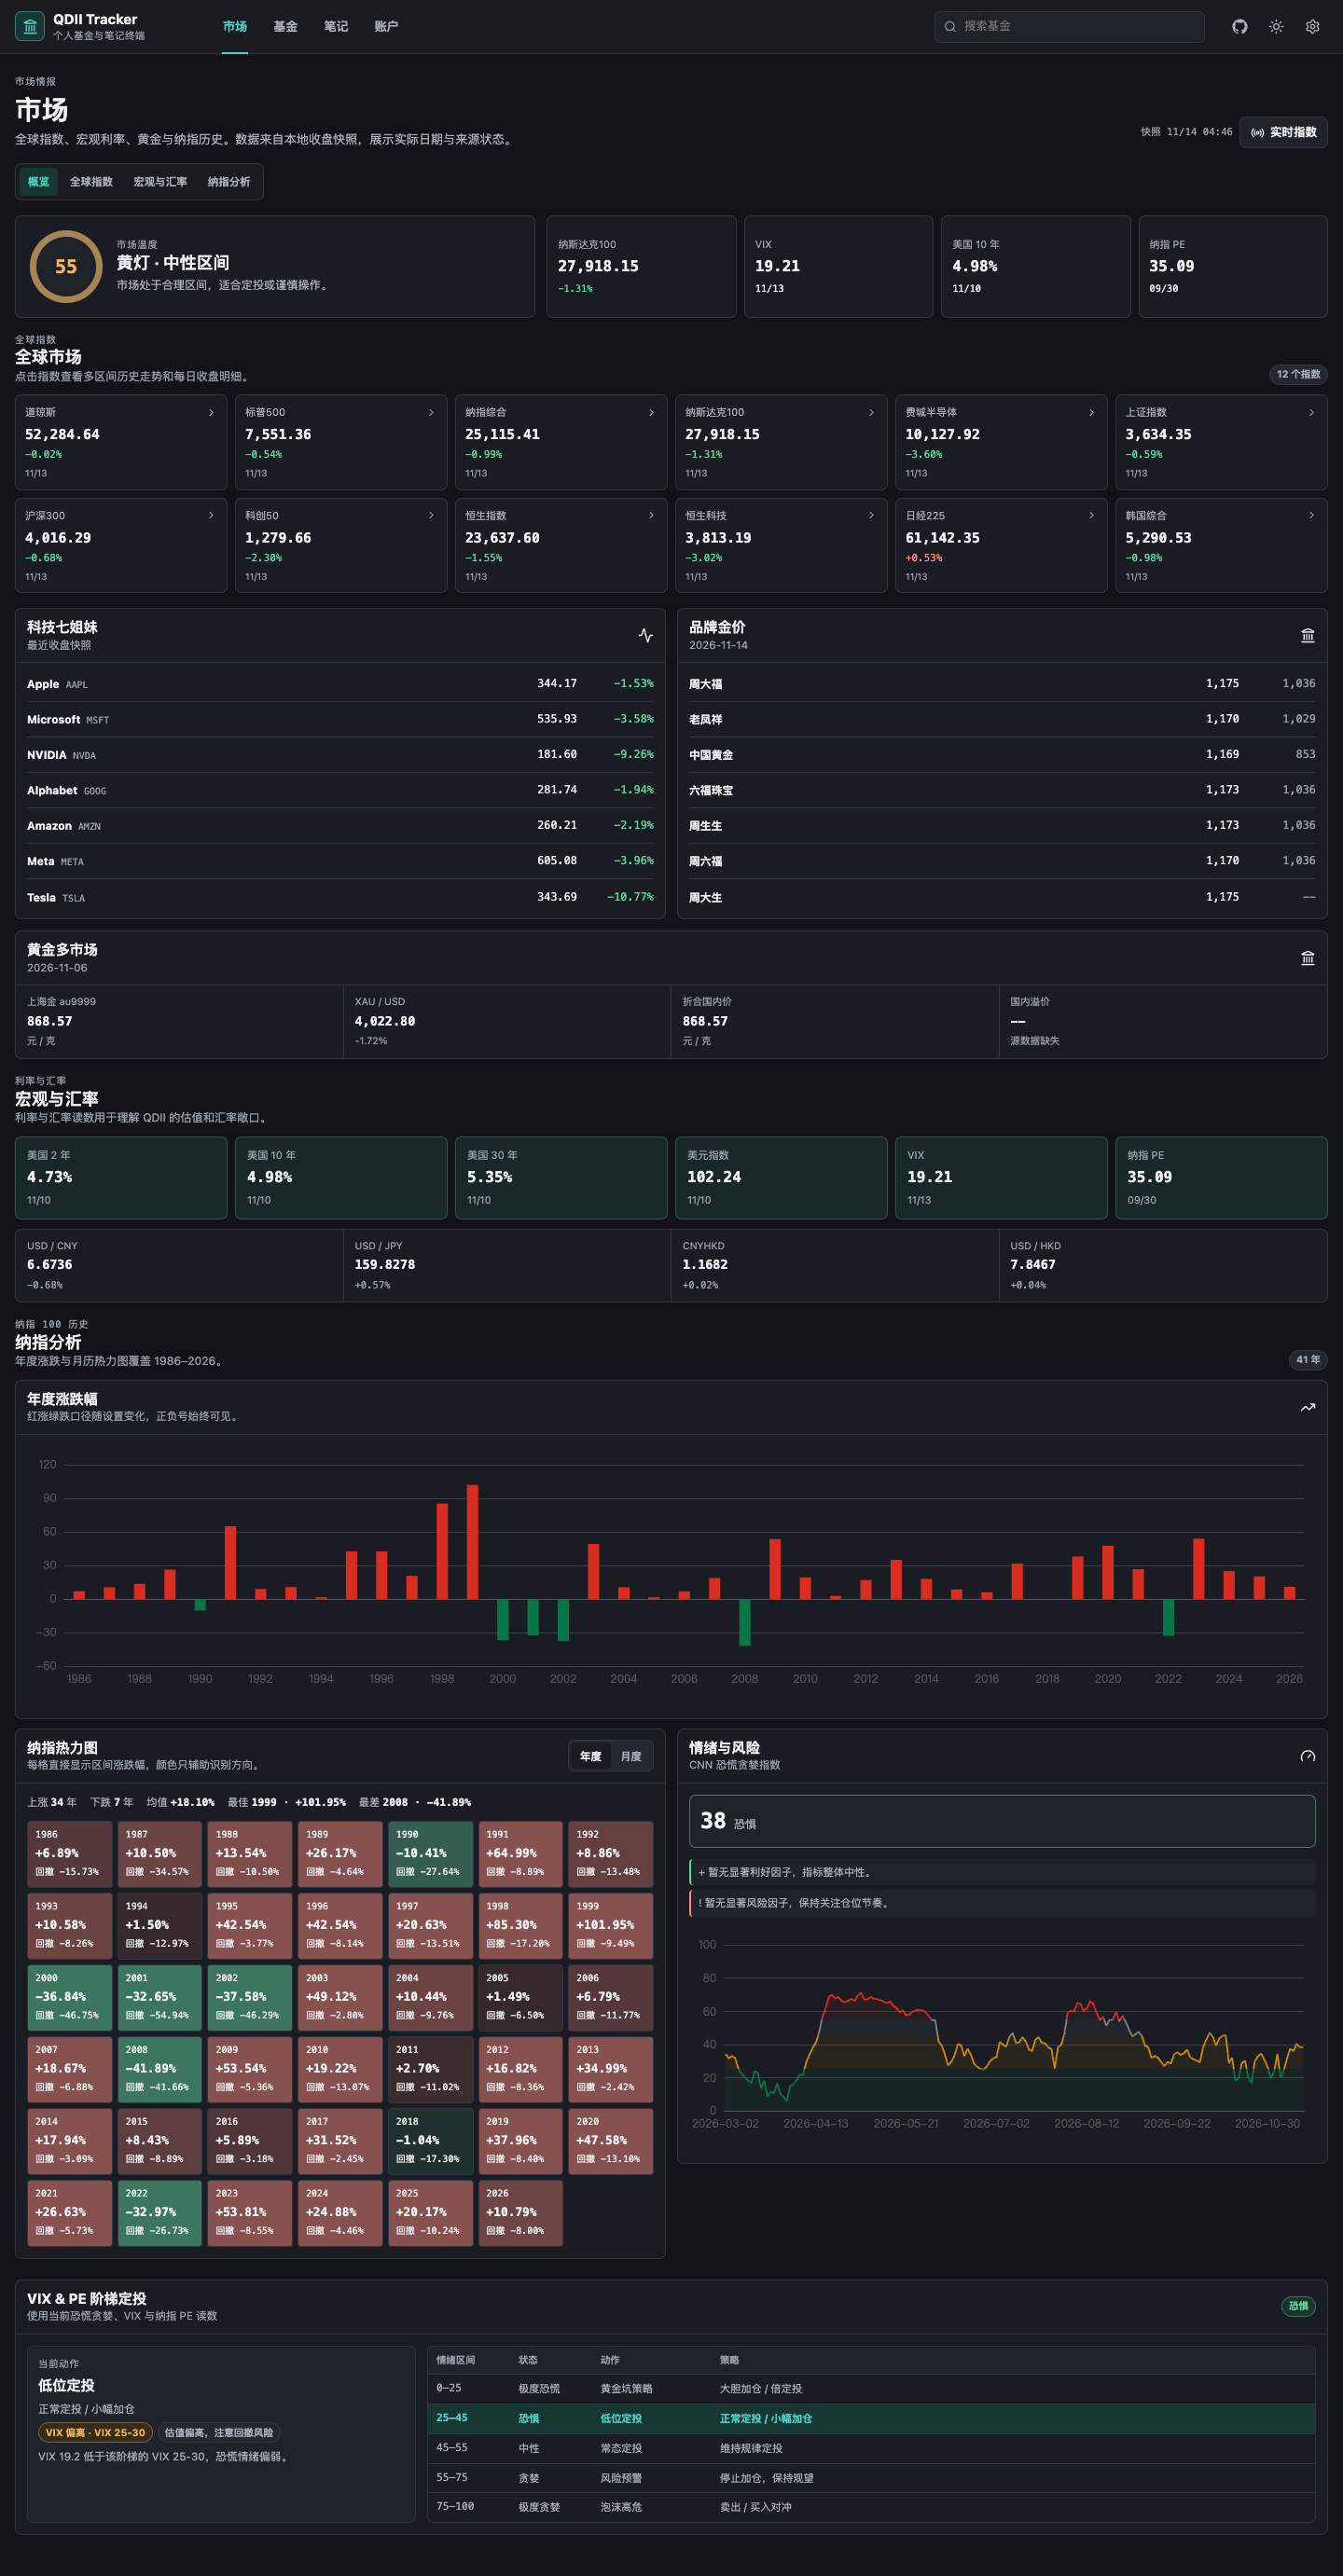 QDII Tracker
个人基金与笔记终端
市场 基金 笔记 账户
搜索基金
市场情报
市场
全球指数、宏观利率、黄金与纳指历史。数据来自本地收盘快照，展示实际日期与来源状态。
快照 11/14 04:46 实时指数
概览 全球指数 宏观与汇率 纳指分析
55
市场温度
黄灯 · 中性区间
市场处于合理区间，适合定投或谨慎操作。
纳斯达克100
27,918.15
−1.31%
VIX
19.21
11/13
美国 10 年
4.98%
11/10
纳指 PE
35.09
09/30
全球指数
全球市场
点击指数查看多区间历史走势和每日收盘明细。
12 个指数
道琼斯
52,284.64
−0.02%
11/13
标普500
7,551.36
−0.54%
11/13
纳指综合
25,115.41
−0.99%
11/13
纳斯达克100
27,918.15
−1.31%
11/13
费城半导体
10,127.92
−3.60%
11/13
上证指数
3,634.35
−0.59%
11/13
沪深300
4,016.29
−0.68%
11/13
科创50
1,279.66
−2.30%
11/13
恒生指数
23,637.60
−1.55%
11/13
恒生科技
3,813.19
−3.02%
11/13
日经225
61,142.35
+0.53%
11/13
韩国综合
5,290.53
−0.98%
11/13
科技七姐妹
最近收盘快照
Apple AAPL 344.17 −1.53%
Microsoft MSFT 535.93 −3.58%
NVIDIA NVDA 181.60 −9.26%
Alphabet GOOG 281.74 −1.94%
Amazon AMZN 260.21 −2.19%
Meta META 605.08 −3.96%
Tesla TSLA 343.69 −10.77%
品牌金价
2026-11-14
周大福 1,175 1,036
老凤祥 1,170 1,029
中国黄金 1,169 853
六福珠宝 1,173 1,036
周生生 1,173 1,036
周六福 1,170 1,036
周大生 1,175 ––
黄金多市场
2026-11-06
上海金 au9999
868.57
元 / 克
XAU / USD
4,022.80
-1.72%
折合国内价
868.57
元 / 克
国内溢价
––
源数据缺失
利率与汇率
宏观与汇率
利率与汇率读数用于理解 QDII 的估值和汇率敞口。
美国 2 年
4.73%
11/10
美国 10 年
4.98%
11/10
美国 30 年
5.35%
11/10
美元指数
102.24
11/10
VIX
19.21
11/13
纳指 PE
35.09
09/30
USD / CNY
6.6736
−0.68%
USD / JPY
159.8278
+0.57%
CNYHKD
1.1682
+0.02%
USD / HKD
7.8467
+0.04%
纳指 100 历史
纳指分析
年度涨跌与月历热力图覆盖 1986–2026。
41 年
年度涨跌幅
红涨绿跌口径随设置变化，正负号始终可见。
120
90
60
30
0
−30
−60
1986 1988 1990 1992 1994 1996 1998 2000 2002 2004 2006 2008 2010 2012 2014 2016 2018 2020 2022 2024 2026
纳指热力图
每格直接显示区间涨跌幅，颜色只辅助识别方向。
年度 月度
上涨 34 年 下跌 7 年 均值 +18.10% 最佳 1999 · +101.95% 最差 2008 · −41.89%
1986 1987 1988 1989 1990 1991 1992
+6.89% +10.50% +13.54% +26.17% −10.41% +64.99% +8.86%
回撤 −15.73% 回撤 −34.57% 回撤 −10.50% 回撤 −4.64% 回撤 −27.64% 回撤 −8.89% 回撤 −13.48%
1993 1994 1995 1996 1997 1998 1999
+10.58% +1.50% +42.54% +42.54% +20.63% +85.30% +101.95%
回撤 −8.26% 回撤 −12.97% 回撤 −3.77% 回撤 −8.14% 回撤 −13.51% 回撤 −17.20% 回撤 −9.49%
2000 2001 2002 2003 2004 2005 2006
−36.84% −32.65% −37.58% +49.12% +10.44% +1.49% +6.79%
回撤 −46.75% 回撤 −54.94% 回撤 −46.29% 回撤 −2.80% 回撤 −9.76% 回撤 −6.50% 回撤 −11.77%
2007 2008 2009 2010 2011 2012 2013
+18.67% −41.89% +53.54% +19.22% +2.70% +16.82% +34.99%
回撤 −6.88% 回撤 −41.66% 回撤 −5.36% 回撤 −13.07% 回撤 −11.02% 回撤 −8.36% 回撤 −2.42%
2014 2015 2016 2017 2018 2019 2020
+17.94% +8.43% +5.89% +31.52% −1.04% +37.96% +47.58%
回撤 −3.09% 回撤 −8.89% 回撤 −3.18% 回撤 −2.45% 回撤 −17.30% 回撤 −8.40% 回撤 −13.10%
2021 2022 2023 2024 2025 2026
+26.63% −32.97% +53.81% +24.88% +20.17% +10.79%
回撤 −5.73% 回撤 −26.73% 回撤 −8.55% 回撤 −4.46% 回撤 −10.24% 回撤 −8.00%
情绪与风险
CNN 恐慌贪婪指数
38 恐惧
+ 暂无显著利好因子，指标整体中性。
! 暂无显著风险因子，保持关注仓位节奏。
100
80
60
40
20
0
2026-03-02 2026-04-13 2026-05-21 2026-07-02 2026-08-12 2026-09-22 2026-10-30
VIX & PE 阶梯定投
使用当前恐慌贪婪、VIX 与纳指 PE 读数
恐惧
当前动作
低位定投
正常定投 / 小幅加仓
VIX 偏离 · VIX 25-30 估值偏高，注意回撤风险
VIX 19.2 低于该阶梯的 VIX 25-30，恐慌情绪偏弱。
情绪区间 状态 动作 策略
0–25 极度恐慌 黄金坑策略 大胆加仓 / 倍定投
25–45 恐惧 低位定投 正常定投 / 小幅加仓
45–55 中性 常态定投 维持规律定投
55–75 贪婪 风险预警 停止加仓，保持观望
75–100 极度贪婪 泡沫高危 卖出 / 买入对冲